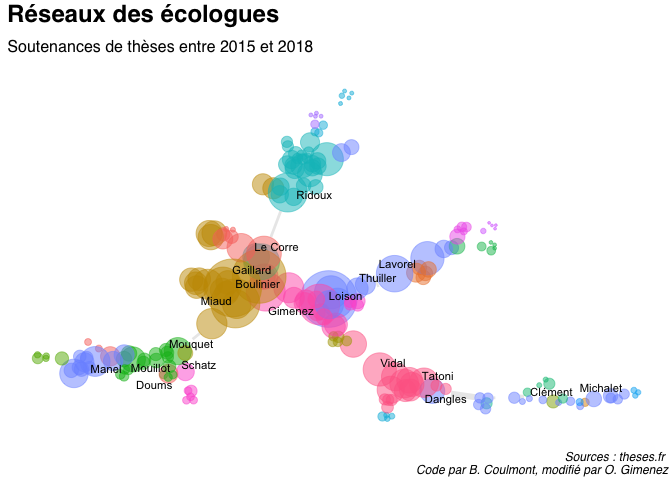 Réseaux des écologues
Soutenances de thèses entre 2015 et 2018
Ridoux
Le Corre
Lavorel
Gaillard
Thuiller
Boulinier
Loison
Miaud
Gimenez
Mouquet
Vidal
Schatz
Manel
Mouillot
Tatoni
Doums
Michalet
Clément
Dangles
Sources : theses.fr
Code par B. Coulmont, modifié par O. Gimenez